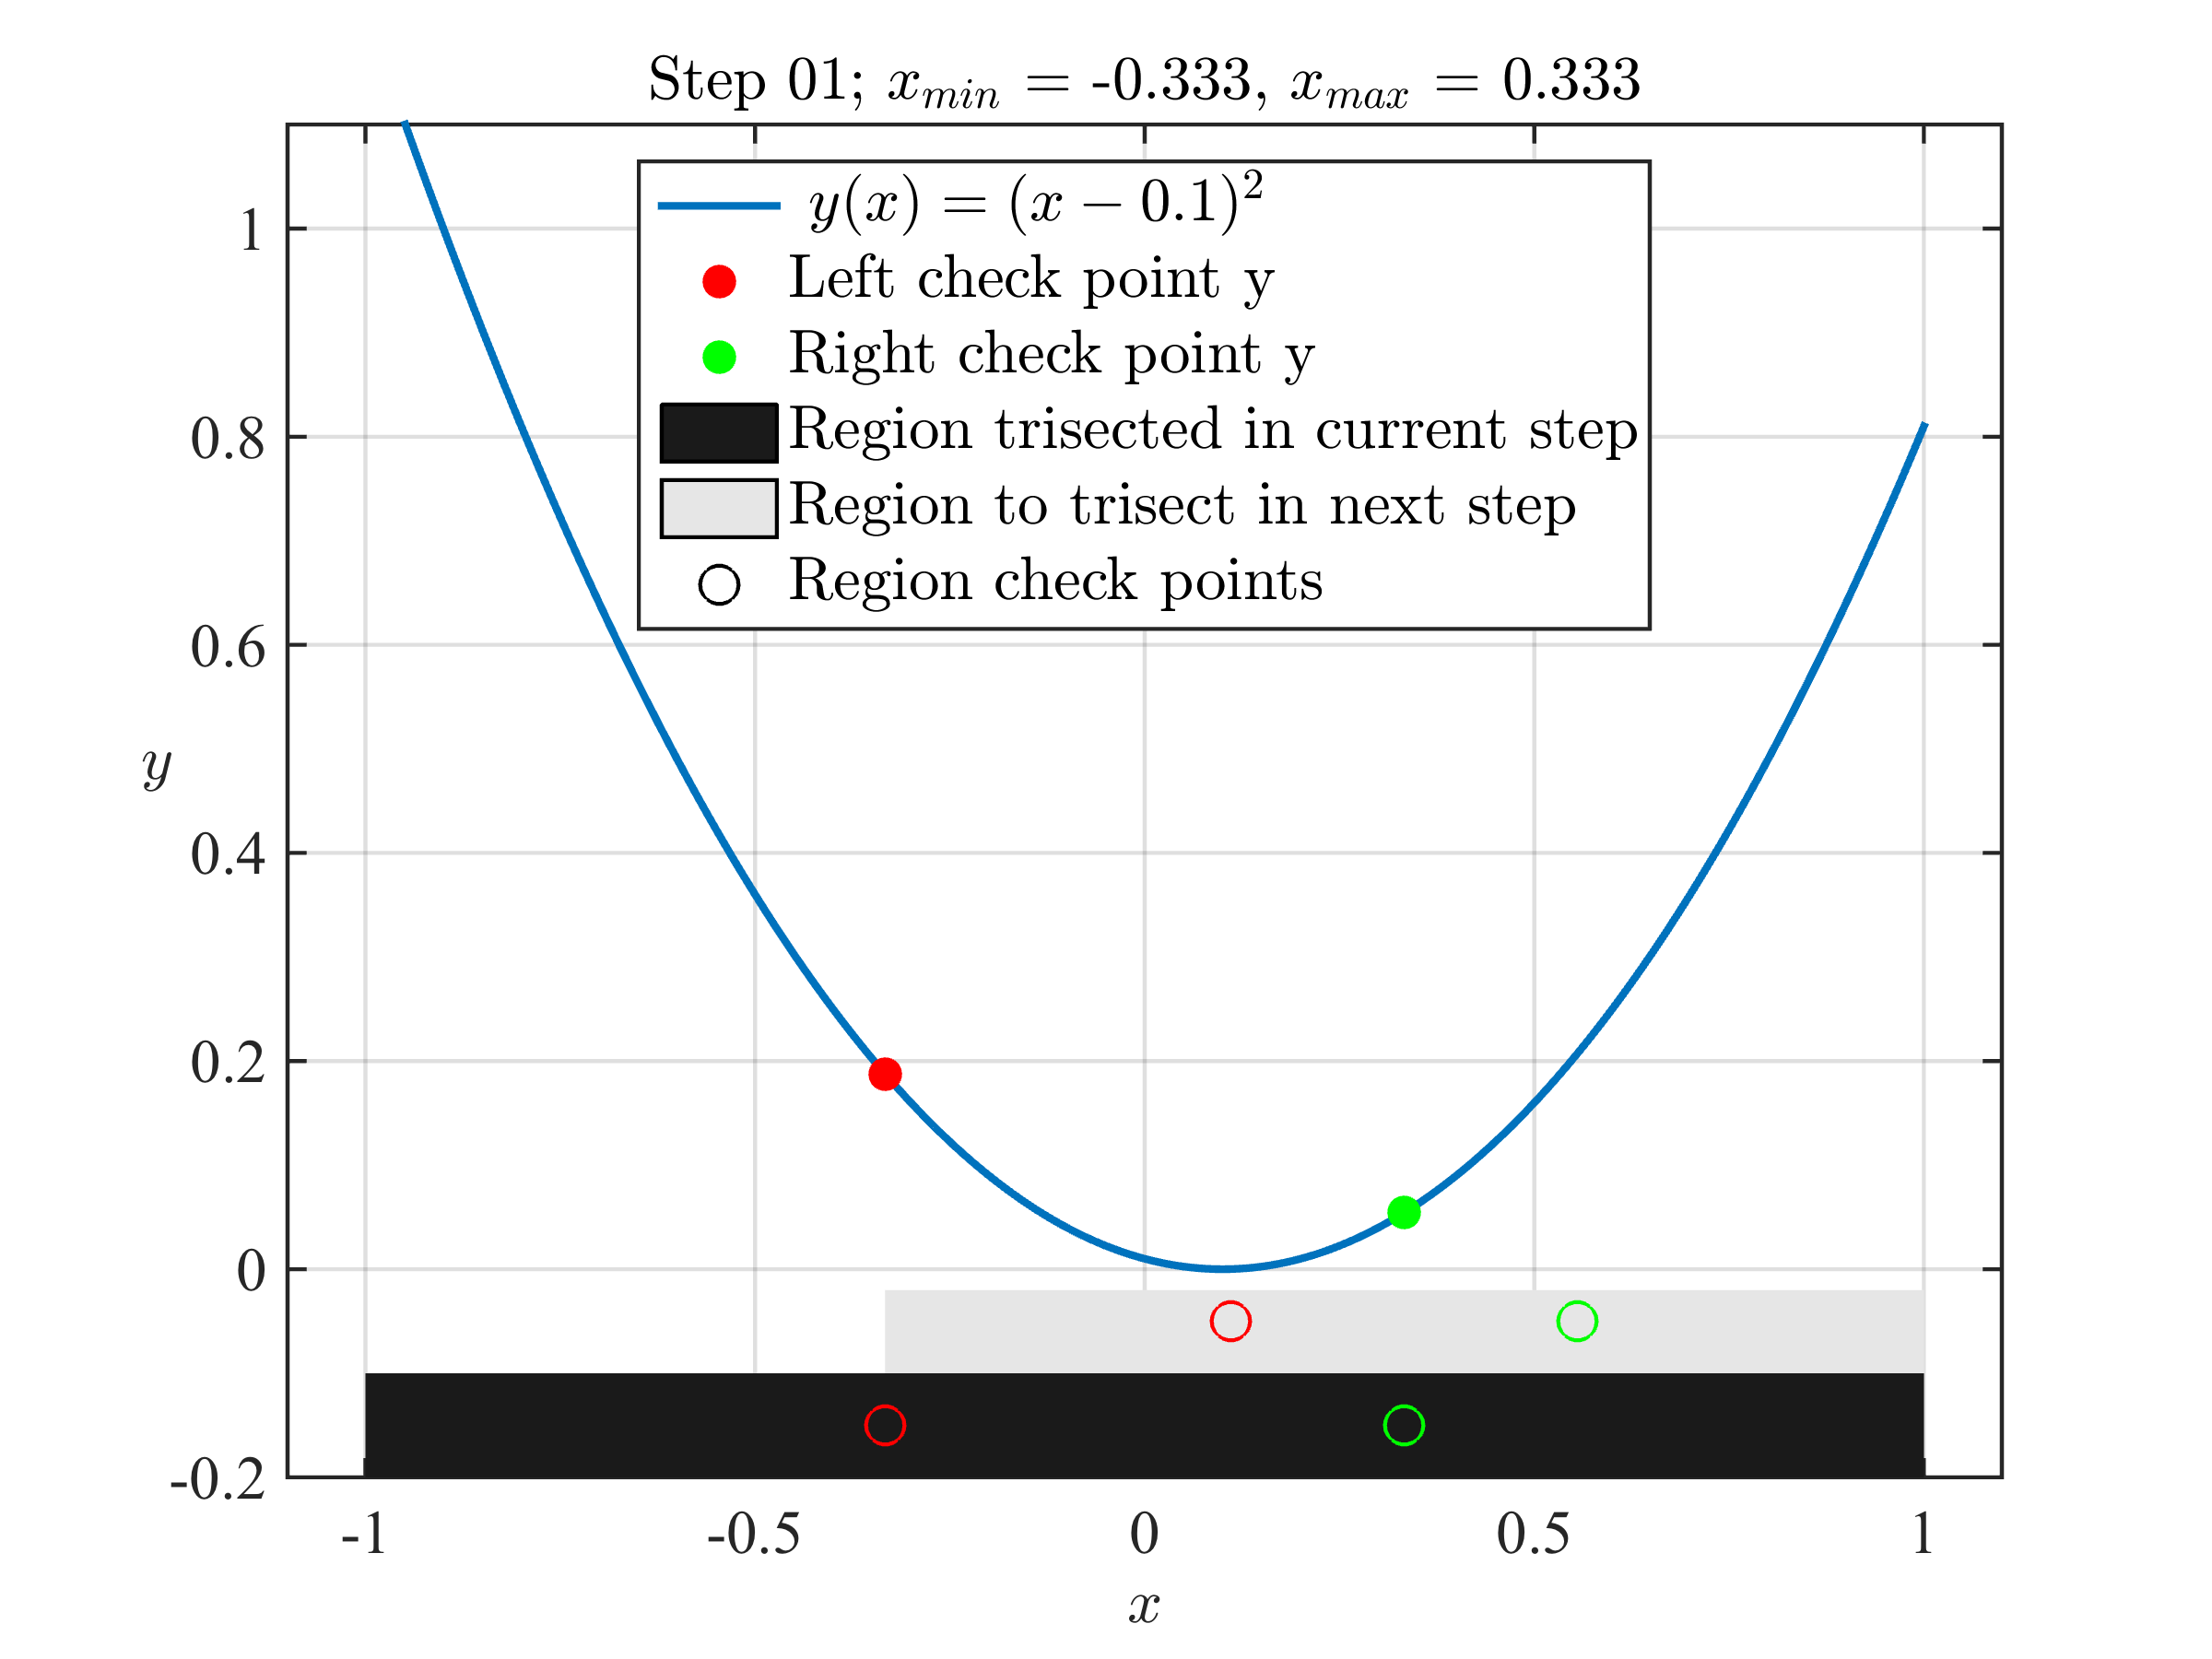 Step 01; x_min = -0.333, x_max = 0.333
y(x) = (x − 0.1)²
Left check point y
Right check point y
Region trisected in current step
Region to trisect in next step
Region check points
1
0.8
0.6
y
0.4
0.2
0
-0.2
-1 -0.5 0 0.5 1
x